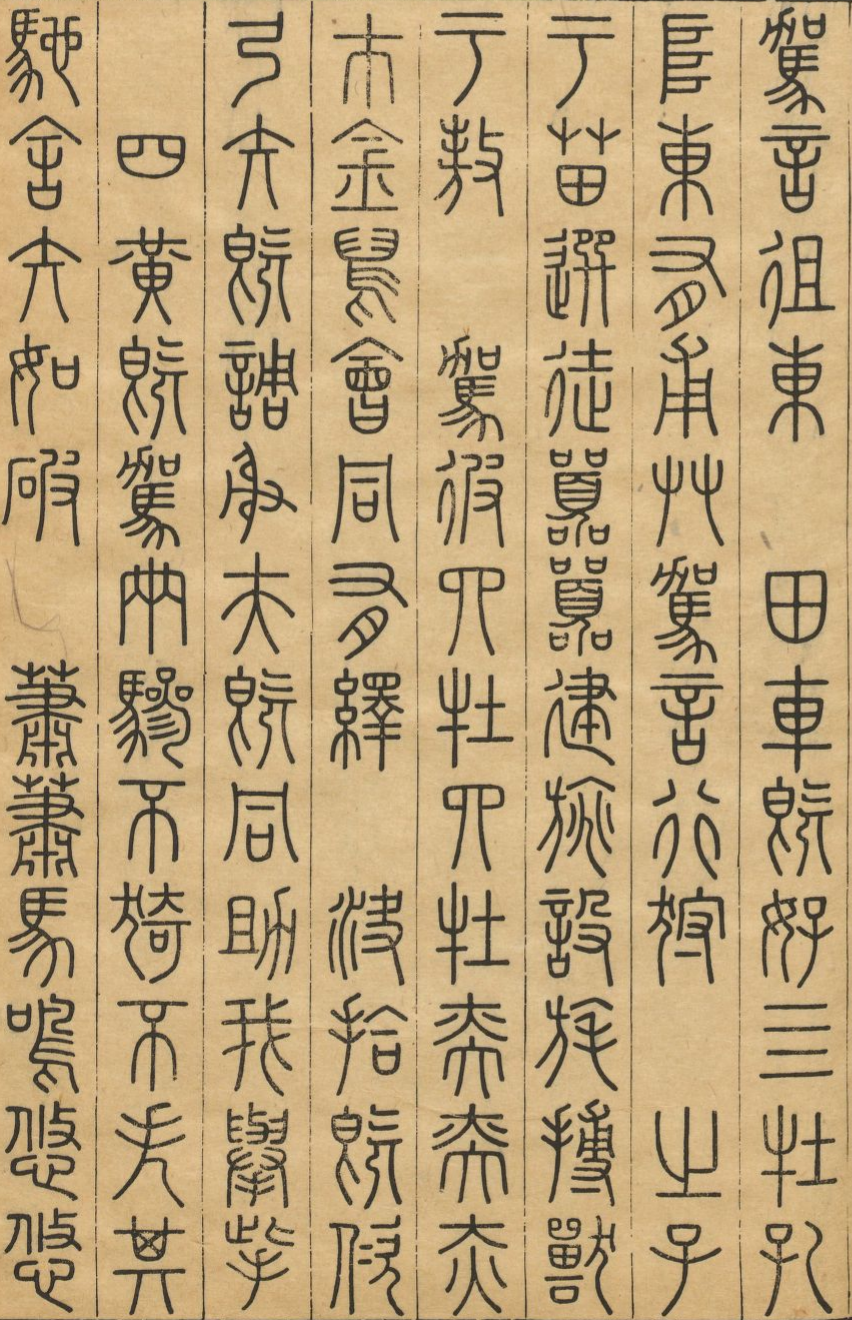 駕言徂東　田車既好四牡孔
阜東有甫艸駕言行狩　之子
于苗選徒囂囂建旐設旄搏獸
于敖　駕彼四牡四牡奕奕赤
巿金舄會同有繹　決拾既佽
弓矢既調射夫既同助我舉柴
　四黃既駕兩驂不猗不失其
馳舍矢如破　蕭蕭馬鳴悠悠